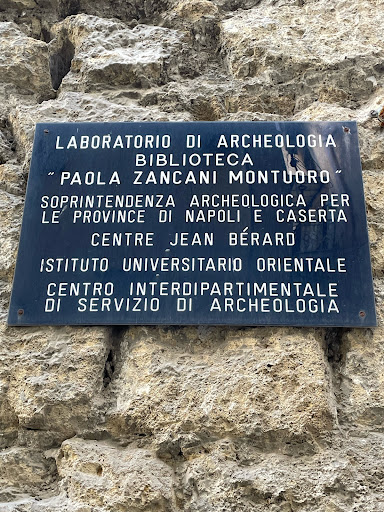 LABORATORIO DI ARCHEOLOGIA
BIBLIOTECA
"PAOLA ZANCANI MONTUORO"
SOPRINTENDENZA ARCHEOLOGICA PER
LE PROVINCE DI NAPOLI E CASERTA
CENTRE JEAN BÉRARD
ISTITUTO UNIVERSITARIO ORIENTALE
CENTRO INTERDIPARTIMENTALE
DI SERVIZIO DI ARCHEOLOGIA